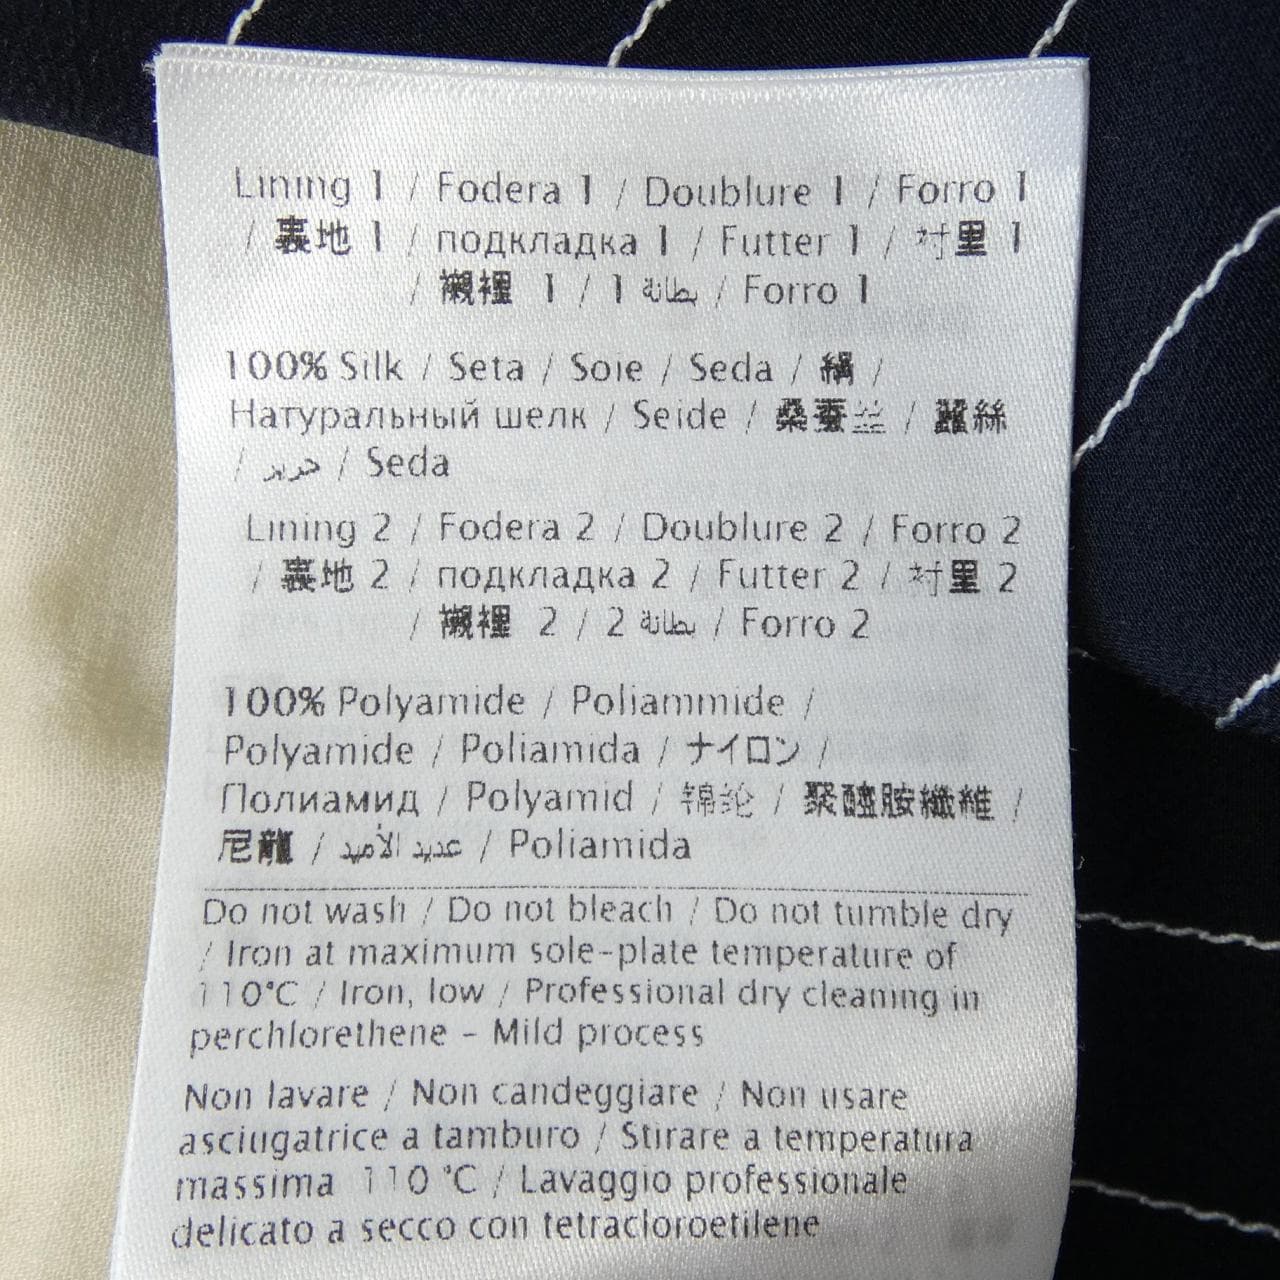 Lining 1 / Fodera 1 / Doublure 1 / Forro 1
/ 裏地 1 / подкладка 1 / Futter 1 / 衬里 1
/ 襯裡 1 / 1 بطانة / Forro 1
100% Silk / Seta / Soie / Seda / 絹 /
Натуральный шелк / Seide / 桑蚕丝 / 蠶絲
/ حرير / Seda
Lining 2 / Fodera 2 / Doublure 2 / Forro 2
/ 裏地 2 / подкладка 2 / Futter 2 / 衬里 2
/ 襯裡 2 / 2 بطانة / Forro 2
100% Polyamide / Poliammide /
Polyamide / Poliamida / ナイロン /
Полиамид / Polyamid / 锦纶 / 聚醯胺纖維 /
尼龍 / عديد الأميد / Poliamida
Do not wash / Do not bleach / Do not tumble dry
/ Iron at maximum sole-plate temperature of
110°C / Iron, low / Professional dry cleaning in
perchlorethene - Mild process
Non lavare / Non candeggiare / Non usare
asciugatrice a tamburo / Stirare a temperatura
massima 110 °C / Lavaggio professionale
delicato a secco con tetracloroetilene